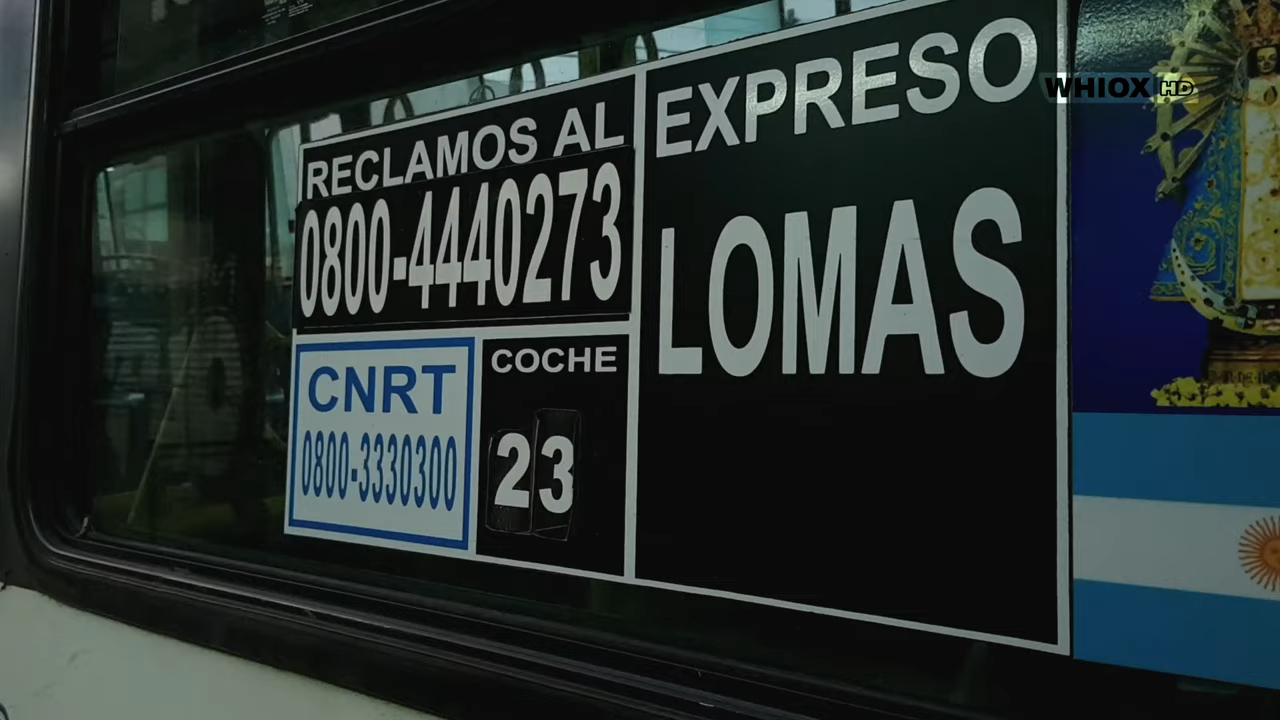 RECLAMOS AL
0800-4440273
CNRT
0800-3330300
COCHE
23
EXPRESO
LOMAS
WHIOX HD